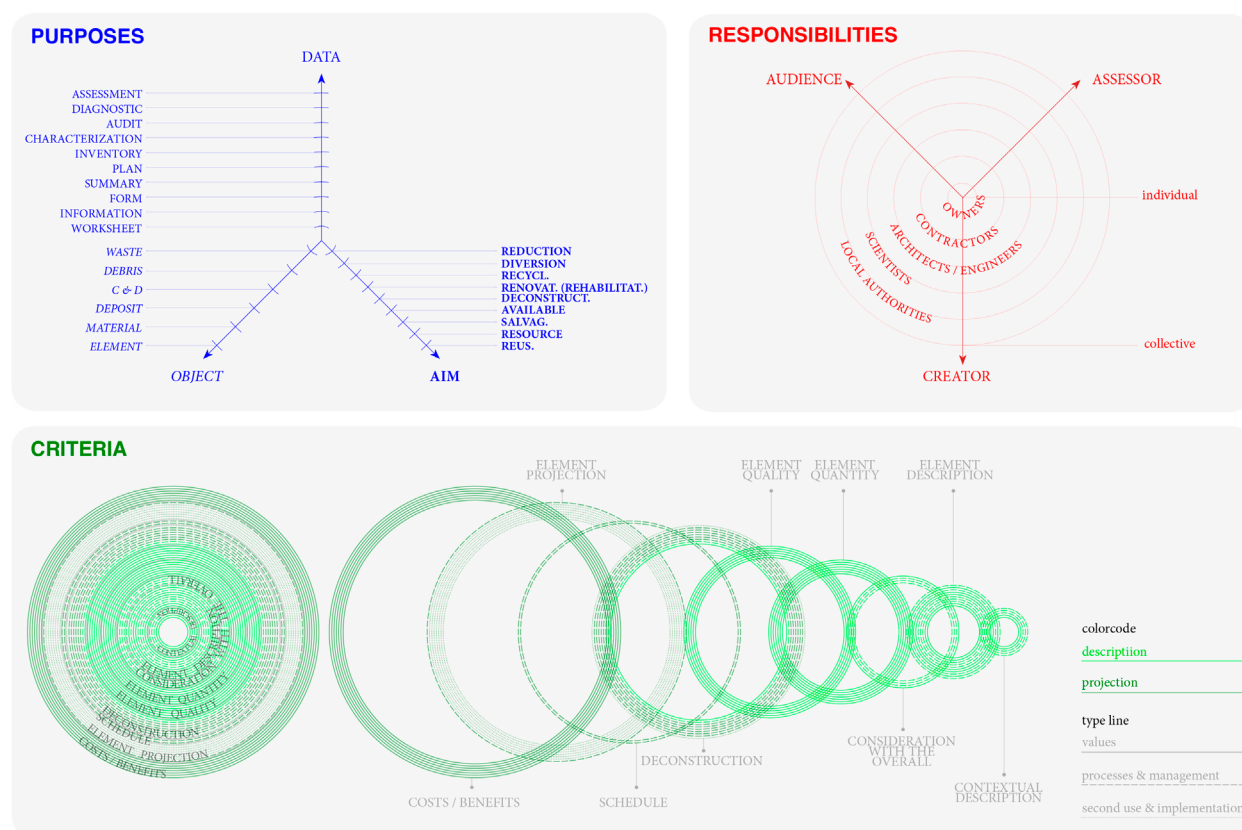 PURPOSES
DATA
ASSESSMENT
DIAGNOSTIC
AUDIT
CHARACTERIZATION
INVENTORY
PLAN
SUMMARY
FORM
INFORMATION
WORKSHEET
WASTE
DEBRIS
C & D
DEPOSIT
MATERIAL
ELEMENT
OBJECT
REDUCTION
DIVERSION
RECYCL.
RENOVAT. (REHABILITAT.)
DECONSTRUCT.
AVAILABLE
SALVAG.
RESOURCE
REUS.
AIM
RESPONSIBILITIES
AUDIENCE
ASSESSOR
individual
OWNERS
CONTRACTORS
ARCHITECTS / ENGINEERS
SCIENTISTS
LOCAL AUTHORITIES
collective
CREATOR
CRITERIA
ELEMENT QUANTITY
ELEMENT QUALITY
DECONSTRUCTION
SCHEDULE
ELEMENT PROJECTION
COSTS / BENEFITS
ELEMENT
PROJECTION
ELEMENT
QUALITY
ELEMENT
QUANTITY
ELEMENT
DESCRIPTION
COSTS / BENEFITS
SCHEDULE
DECONSTRUCTION
CONSIDERATION
WITH THE
OVERALL
CONTEXTUAL
DESCRIPTION
colorcode
descriptiion
projection
type line
values
processes & management
second use & implementation